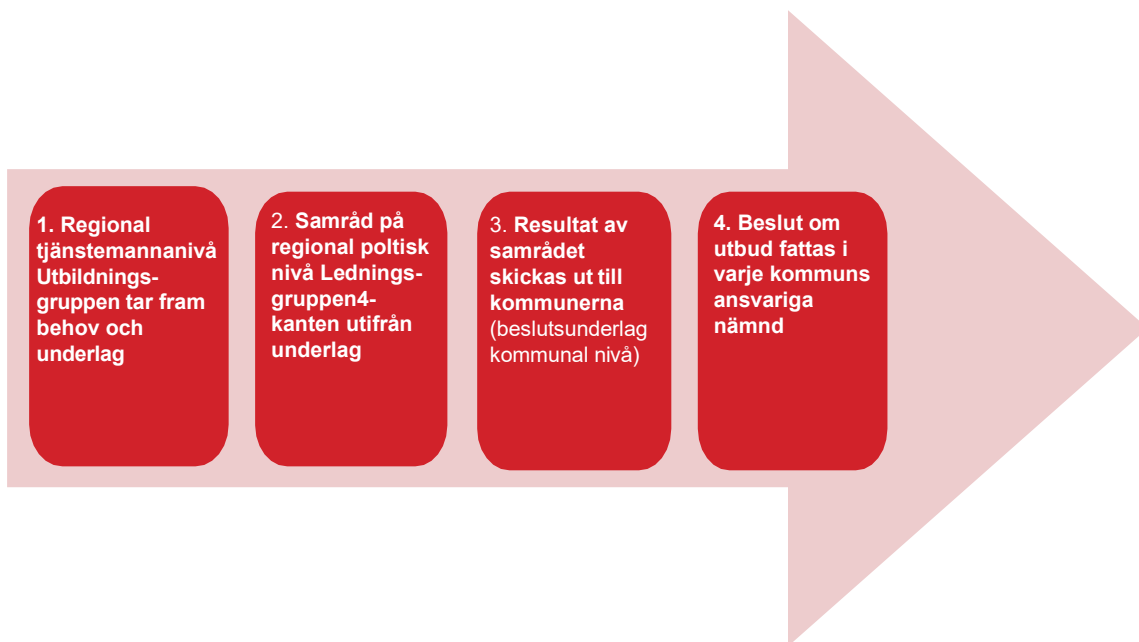 1. Regional
tjänstemannanivå
Utbildnings-
gruppen tar fram
behov och
underlag
2. Samråd på
regional poltisk
nivå Lednings-
gruppen4-
kanten utifrån
underlag
3. Resultat av
samrådet
skickas ut till
kommunerna
(beslutsunderlag
kommunal nivå)
4. Beslut om
utbud fattas i
varje kommuns
ansvariga
nämnd